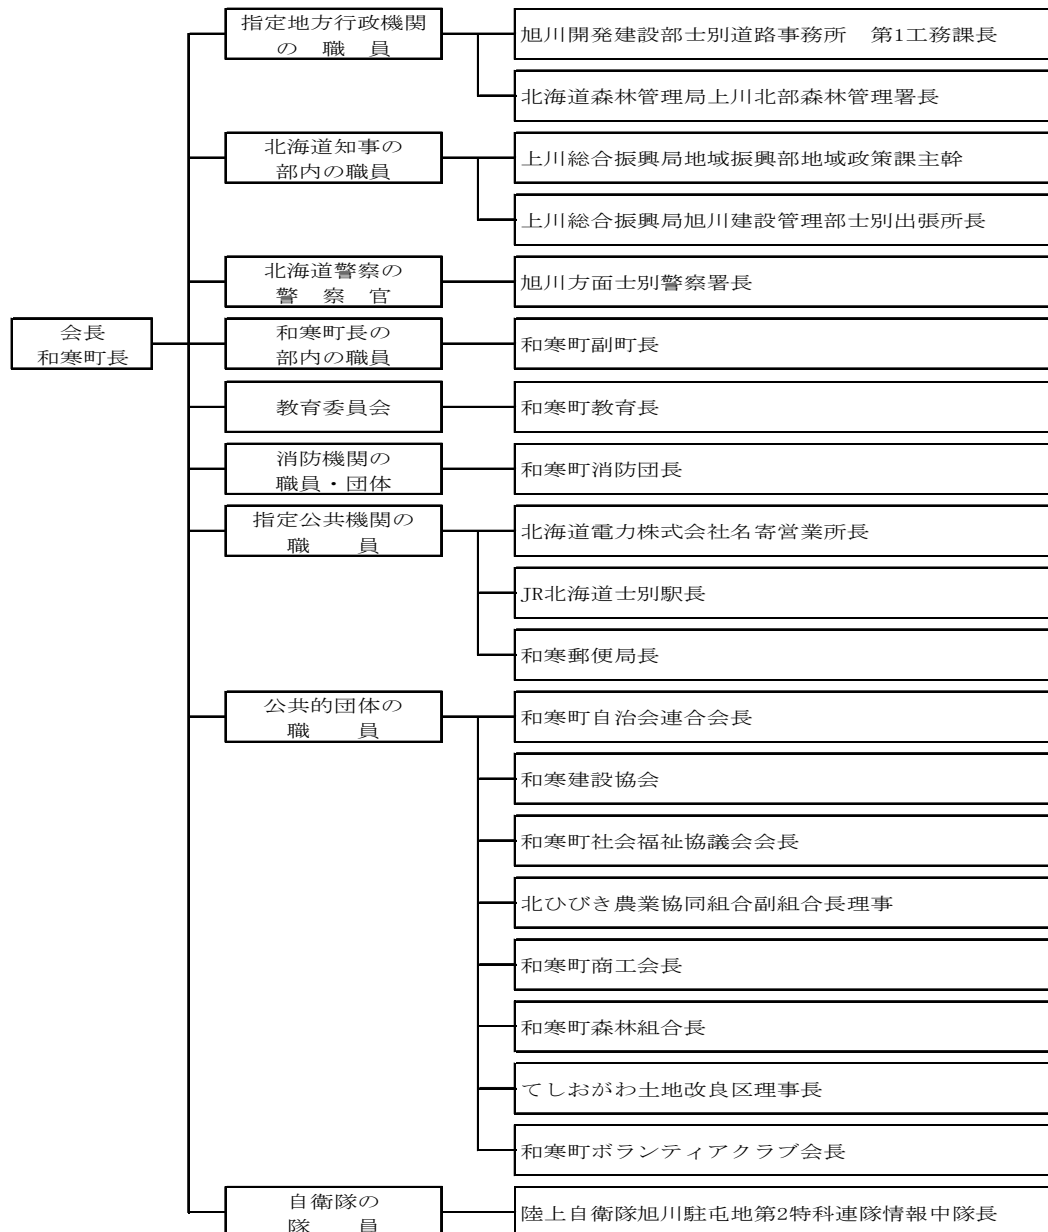 指定地方行政機関
の　職　員
旭川開発建設部士別道路事務所　第1工務課長
北海道森林管理局上川北部森林管理署長
北海道知事の
部内の職員
上川総合振興局地域振興部地域政策課主幹
上川総合振興局旭川建設管理部士別出張所長
北海道警察の
警　察　官
旭川方面士別警察署長
会長
和寒町長
和寒町長の
部内の職員
和寒町副町長
教育委員会
和寒町教育長
消防機関の
職員・団体
和寒町消防団長
指定公共機関の
職　　員
北海道電力株式会社名寄営業所長
JR北海道士別駅長
和寒郵便局長
公共的団体の
職　　員
和寒町自治会連合会長
和寒建設協会
和寒町社会福祉協議会会長
北ひびき農業協同組合副組合長理事
和寒町商工会長
和寒町森林組合長
てしおがわ土地改良区理事長
和寒町ボランティアクラブ会長
自衛隊の
隊　　員
陸上自衛隊旭川駐屯地第2特科連隊情報中隊長